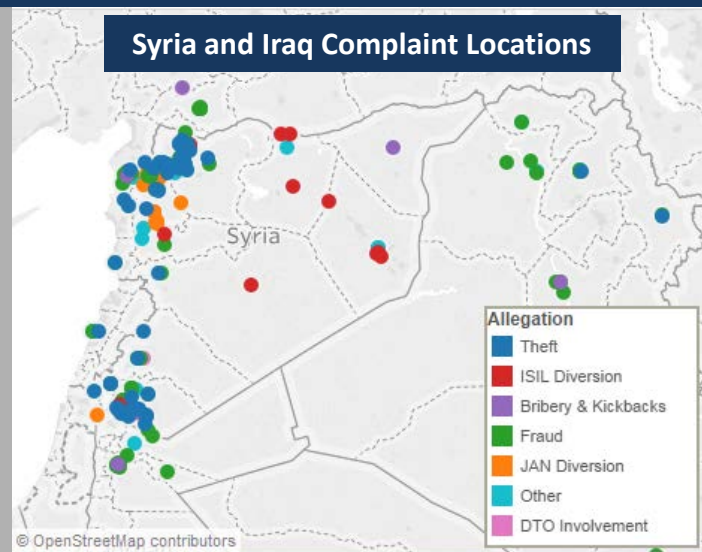 Syria and Iraq Complaint Locations
Syria
Allegation
Theft
ISIL Diversion
Bribery & Kickbacks
Fraud
JAN Diversion
Other
DTO Involvement
© OpenStreetMap contributors